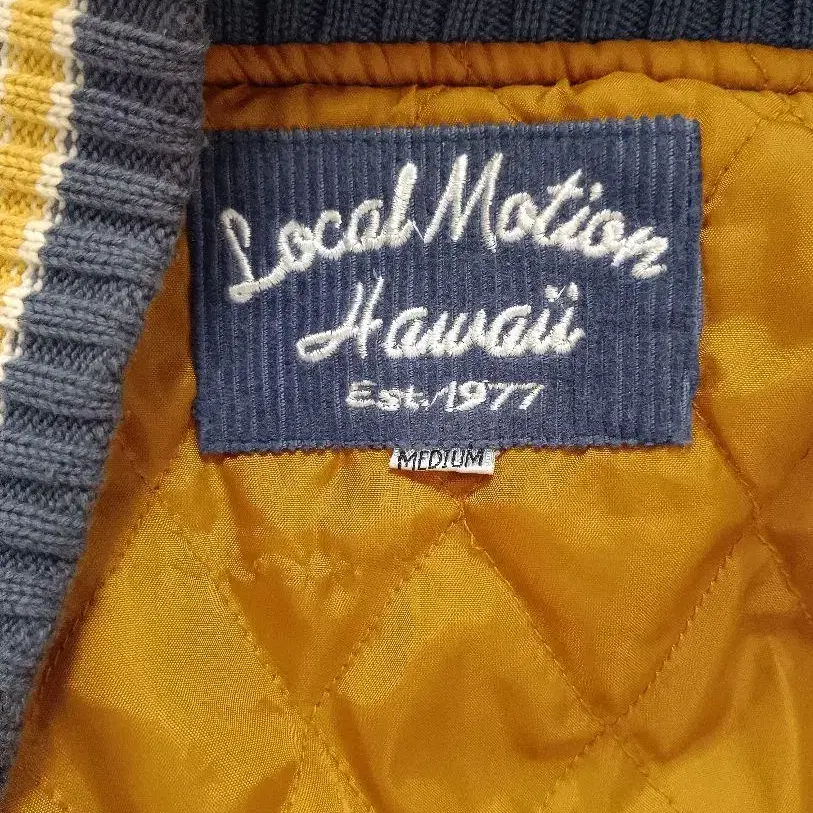 Local Motion
Hawaii
Est.1977
MEDIUM